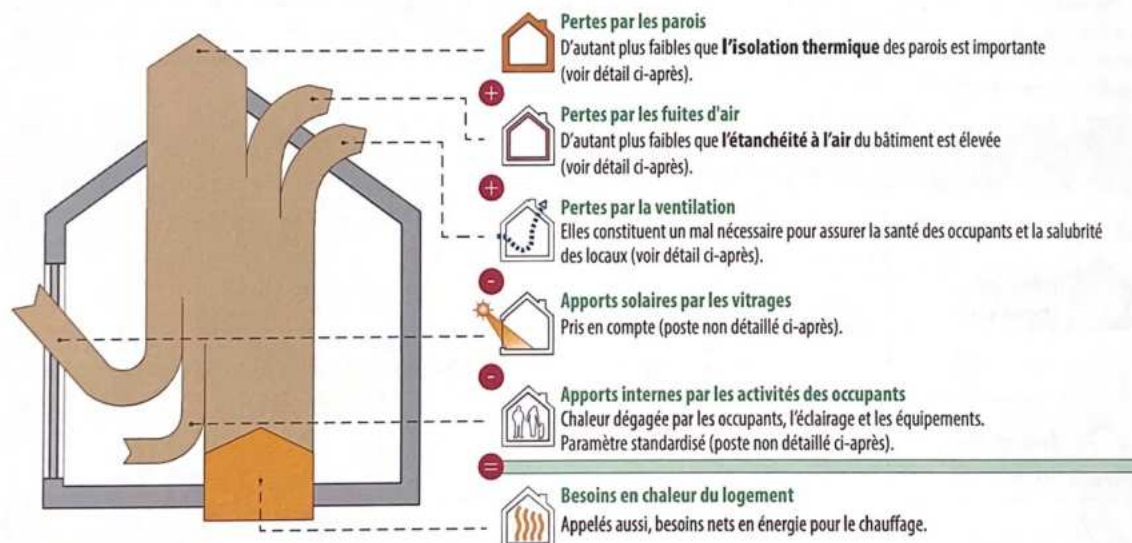 Pertes par les parois
D'autant plus faibles que l'isolation thermique des parois est importante
(voir détail ci-après).
+
Pertes par les fuites d'air
D'autant plus faibles que l'étanchéité à l'air du bâtiment est élevée
(voir détail ci-après).
+
Pertes par la ventilation
Elles constituent un mal nécessaire pour assurer la santé des occupants et la salubrité
des locaux (voir détail ci-après).
-
Apports solaires par les vitrages
Pris en compte (poste non détaillé ci-après).
-
Apports internes par les activités des occupants
Chaleur dégagée par les occupants, l'éclairage et les équipements.
Paramètre standardisé (poste non détaillé ci-après).
=
Besoins en chaleur du logement
Appelés aussi, besoins nets en énergie pour le chauffage.